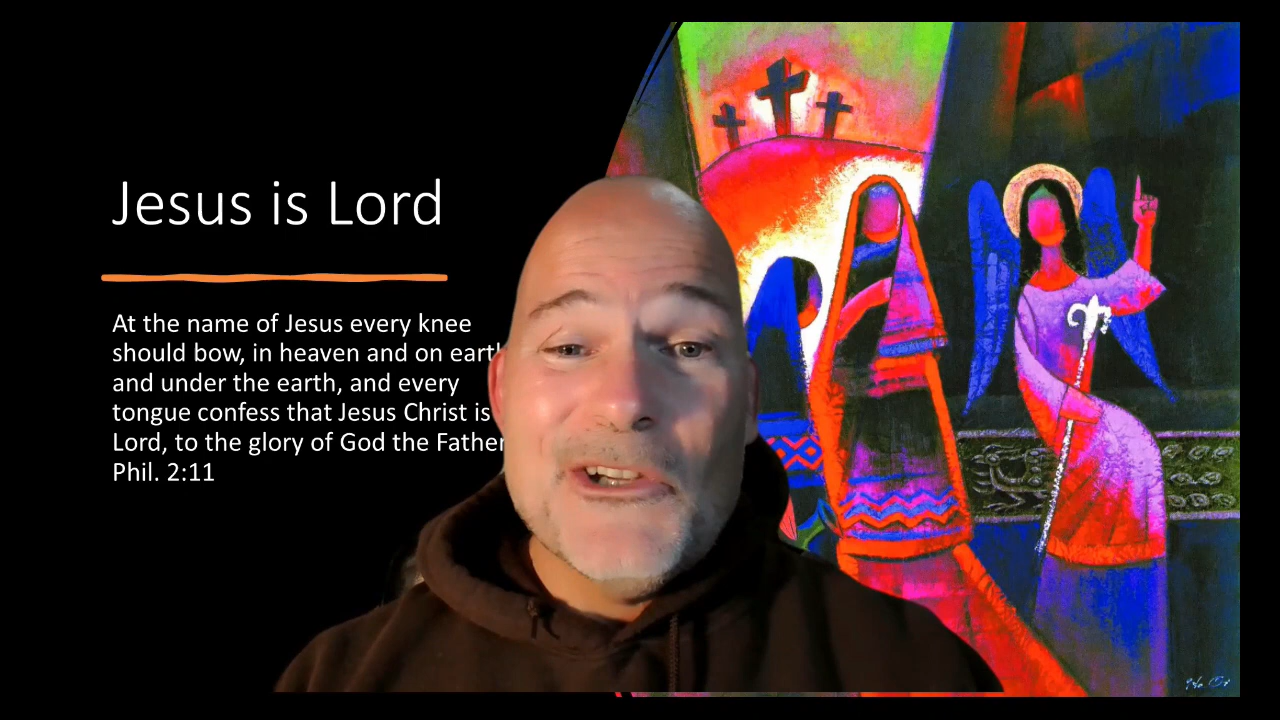 Jesus is Lord
At the name of Jesus every knee
should bow, in heaven and on earth
and under the earth, and every
tongue confess that Jesus Christ is
Lord, to the glory of God the Father
Phil. 2:11